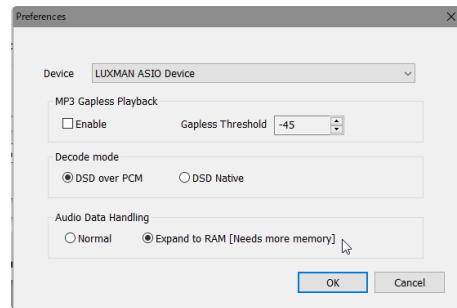 Preferences
Device LUXMAN ASIO Device
MP3 Gapless Playback
Enable Gapless Threshold -45
Decode mode
DSD over PCM DSD Native
Audio Data Handling
Normal Expand to RAM [Needs more memory]
OK Cancel